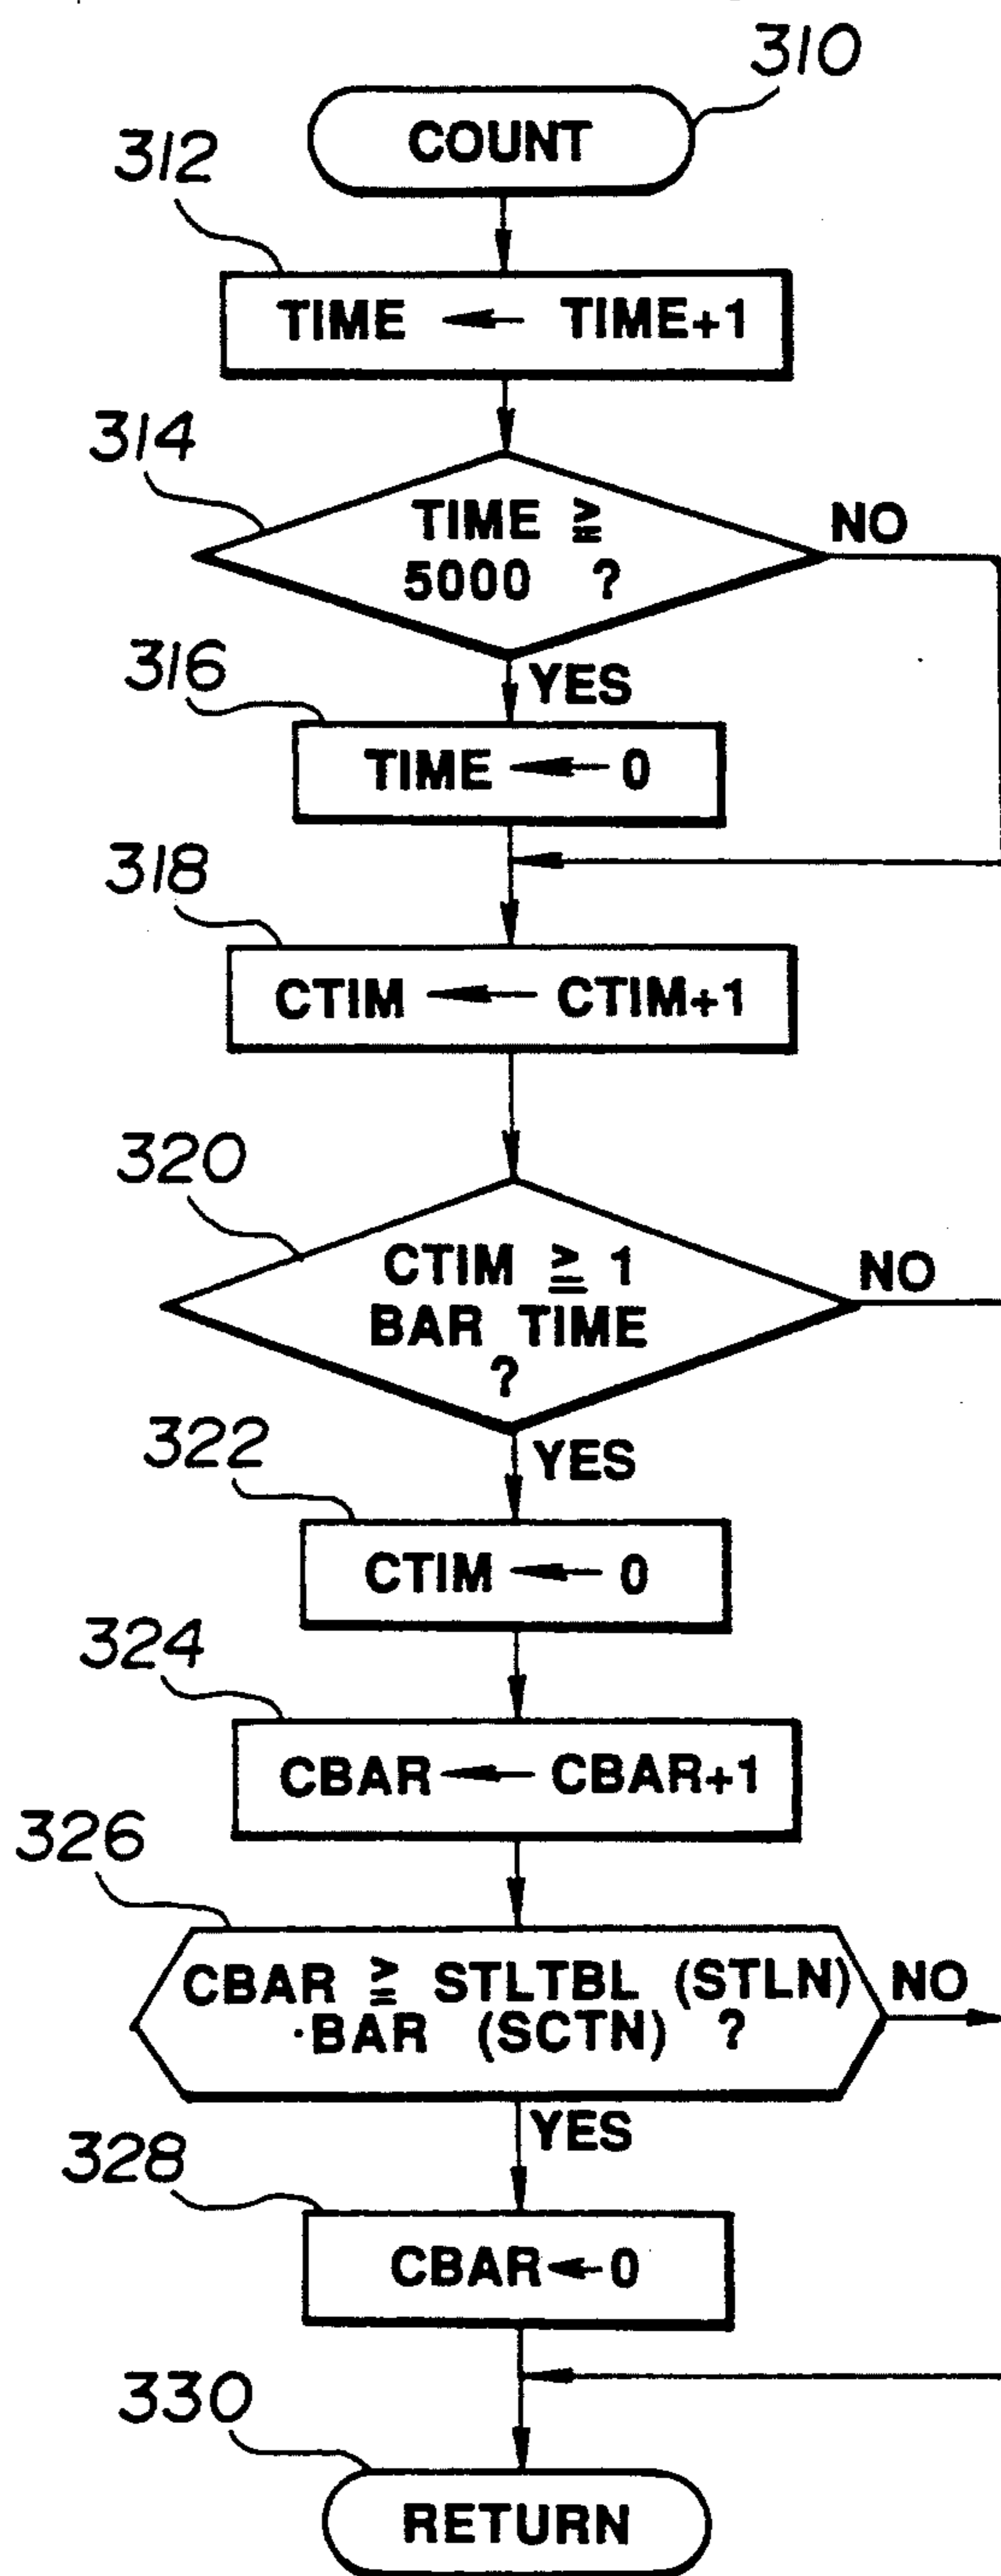 310
COUNT
312
TIME ← TIME+1
314
TIME ≧
5000 ?
NO
YES
316
TIME ← 0
318
CTIM ← CTIM+1
320
CTIM ≧ 1
BAR TIME
?
NO
YES
322
CTIM ← 0
324
CBAR ← CBAR+1
326
CBAR ≧ STLTBL (STLN)
·BAR (SCTN) ?
NO
YES
328
CBAR ← 0
330
RETURN